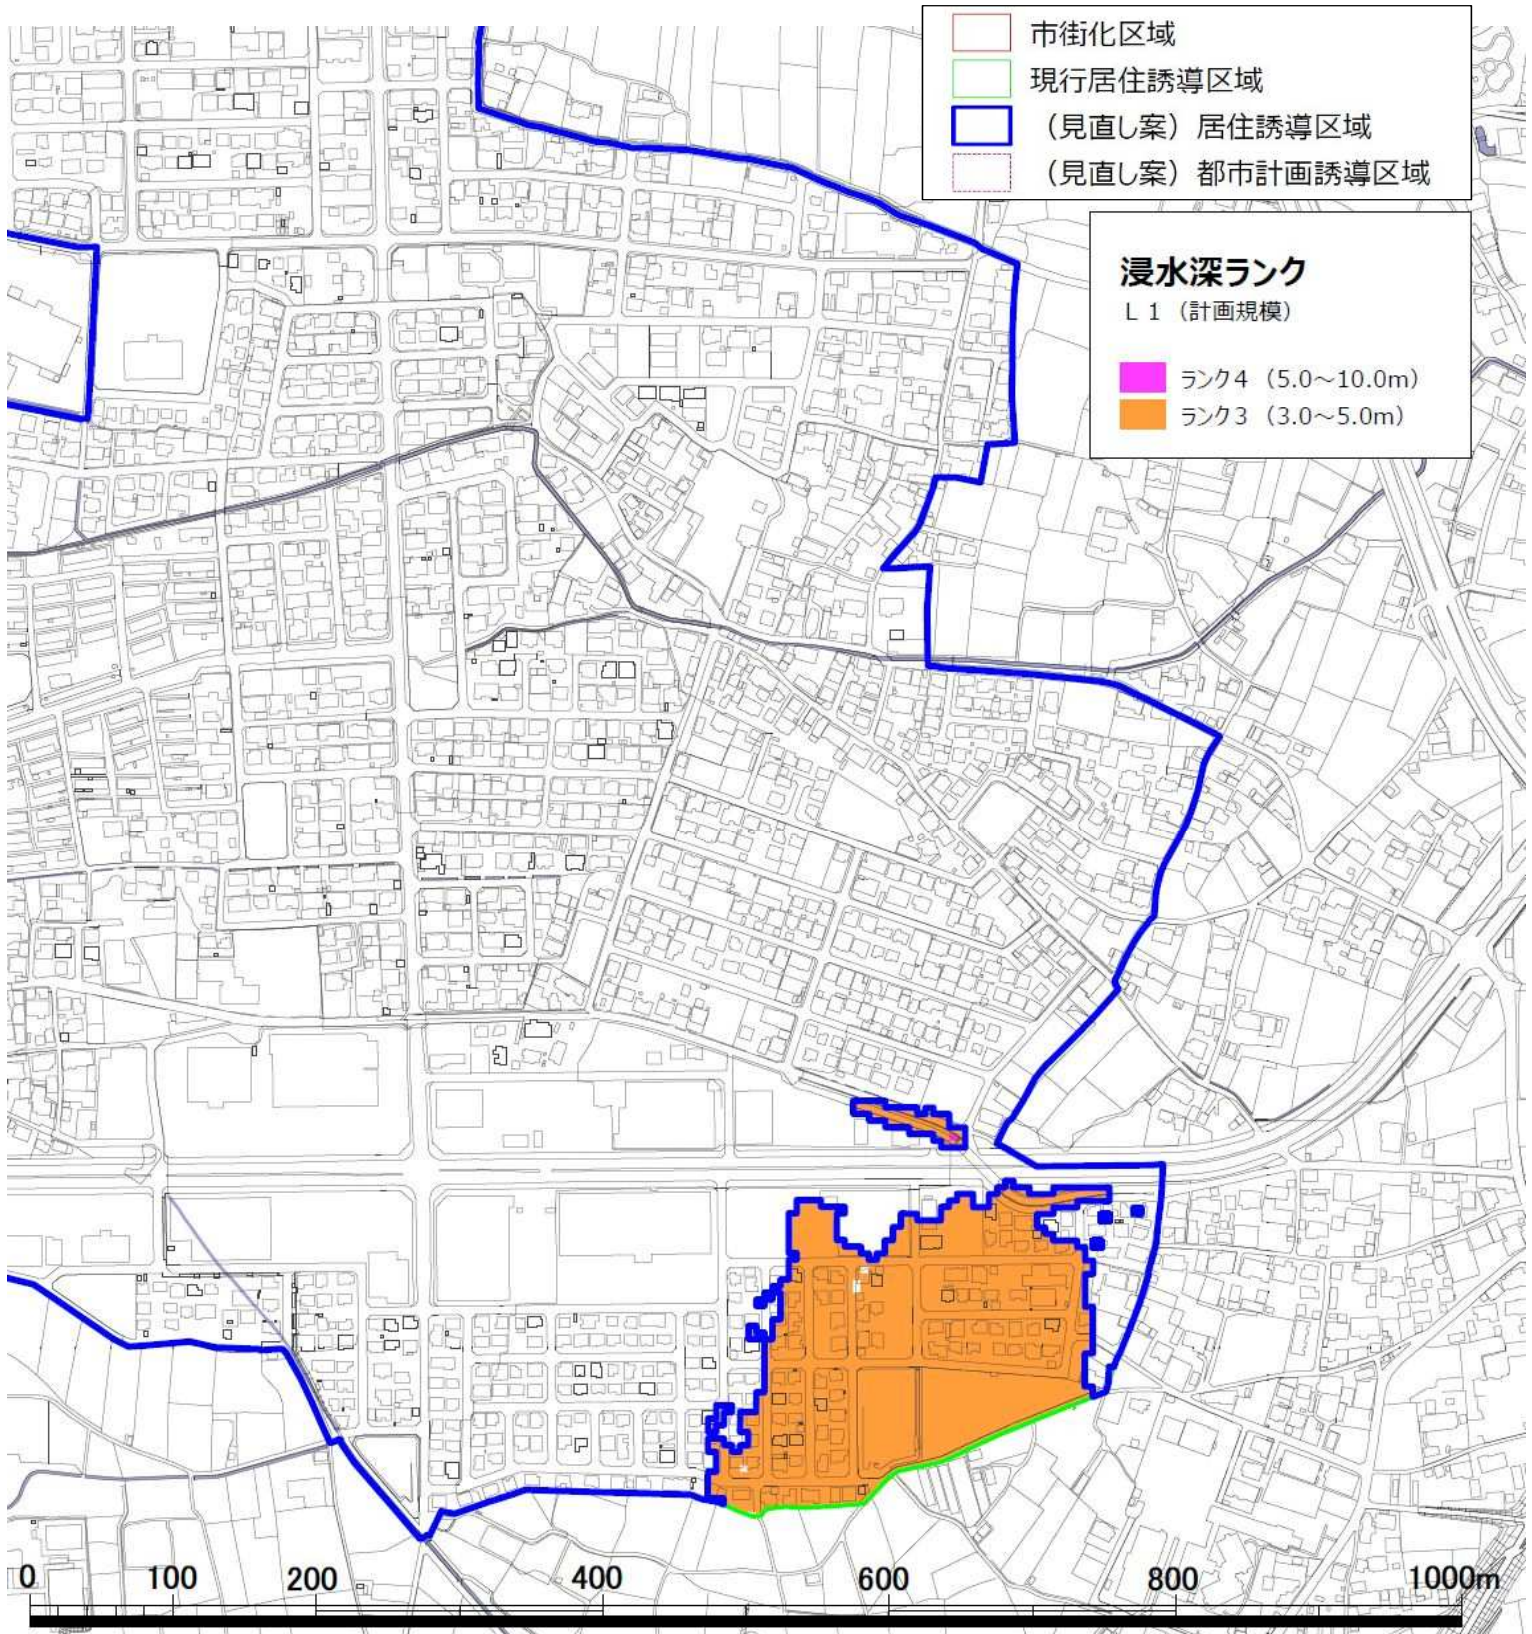 市街化区域
現行居住誘導区域
（見直し案）居住誘導区域
（見直し案）都市計画誘導区域
浸水深ランク
L 1 （計画規模）
ランク4 （5.0～10.0m）
ランク3 （3.0～5.0m）
0 100 200 400 600 800 1000m